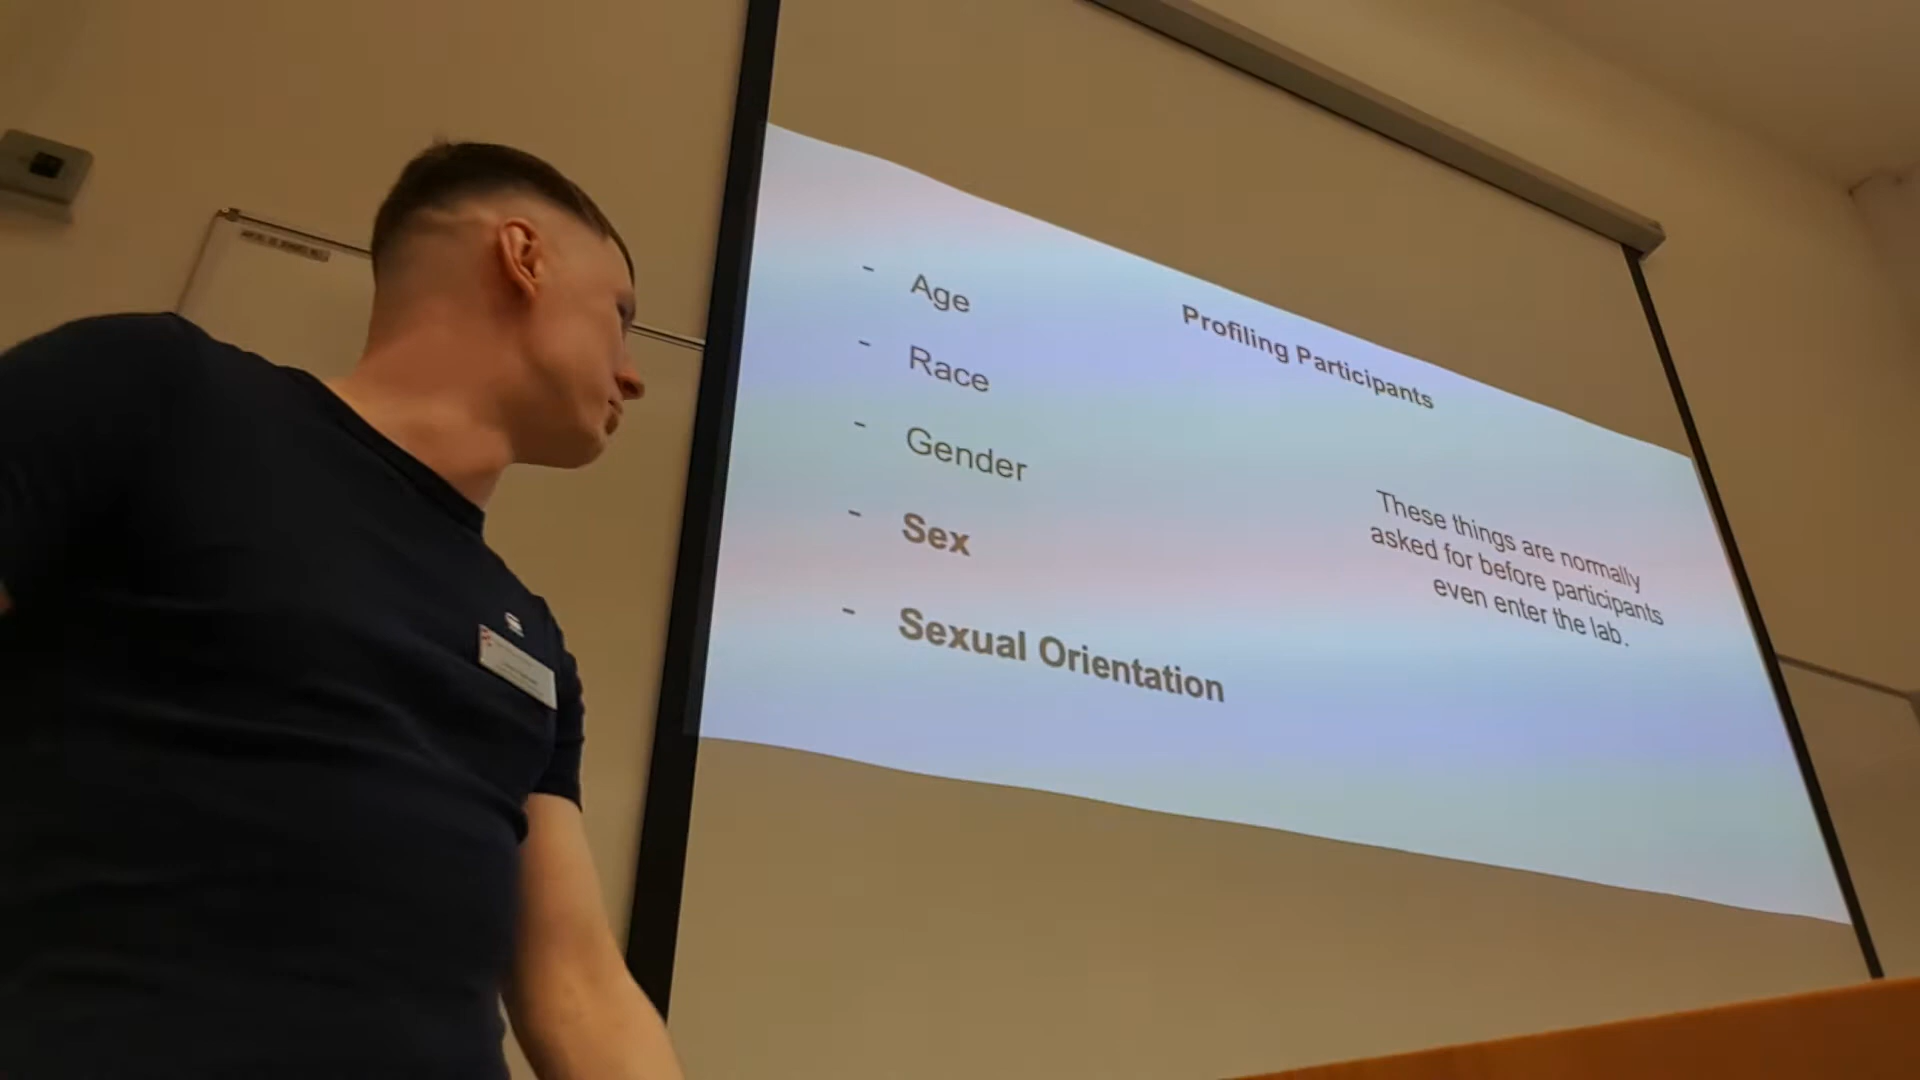 Profiling Participants
- Age
- Race
- Gender
- Sex
- Sexual Orientation
These things are normally
asked for before participants
even enter the lab.